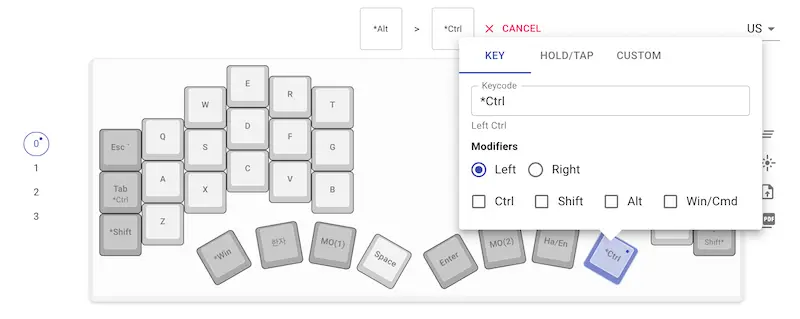 *Alt > *Ctrl × CANCEL
US
KEY HOLD/TAP CUSTOM
Keycode
*Ctrl
Left Ctrl
Modifiers
Left Right
Ctrl Shift Alt Win/Cmd
0
1
2
3
Esc `
Q
W
E
R
T
Tab
*Ctrl
A
S
D
F
G
*Shift
Z
X
C
V
B
*Win
한자
MO(1)
Space
Enter
MO(2)
Ha/En
*Ctrl
Shift*
PDF